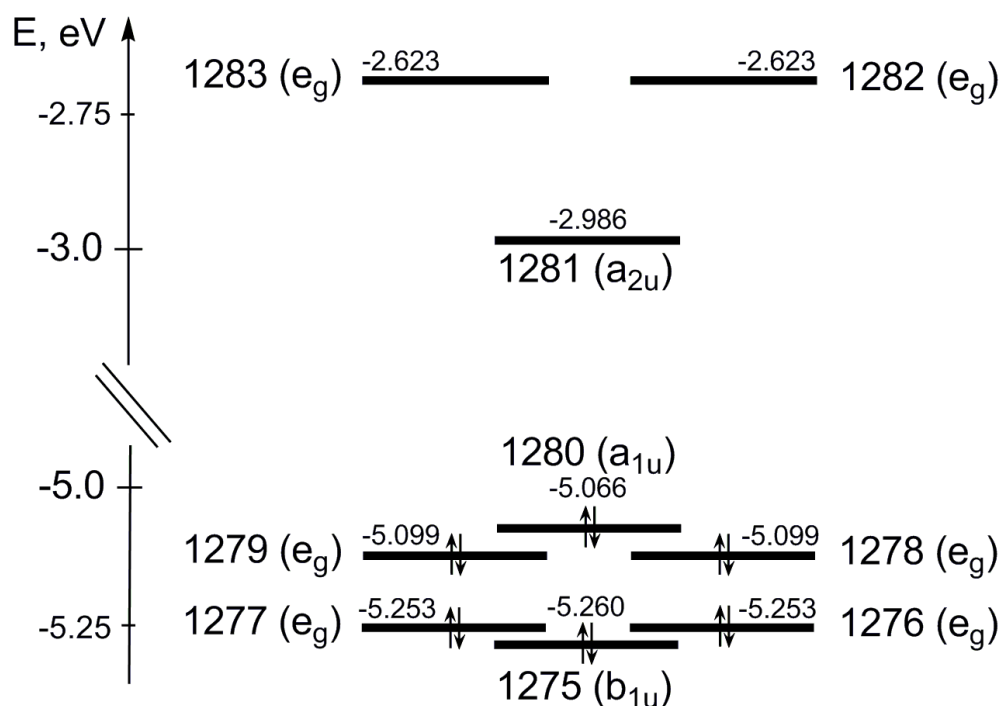 E, eV
1283 (eg)
-2.623
-2.623
1282 (eg)
-2.75
-2.986
-3.0
1281 (a2u)
1280 (a1u)
-5.0
-5.066
1279 (eg)
-5.099
-5.099
1278 (eg)
1277 (eg)
-5.253
-5.260
-5.253
1276 (eg)
-5.25
1275 (b1u)